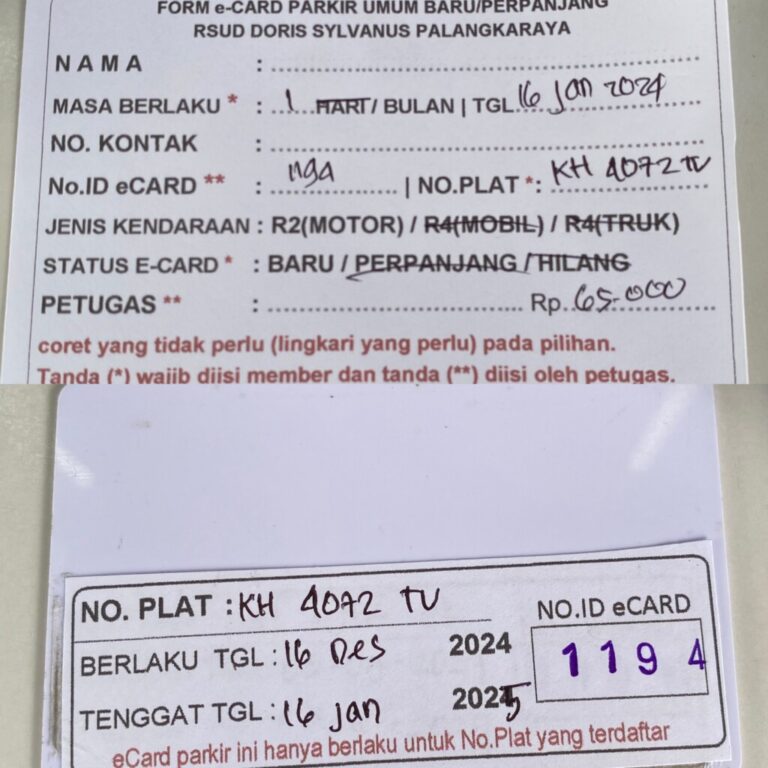 FORM e-CARD PARKIR UMUM BARU/PERPANJANG
RSUD DORIS SYLVANUS PALANGKARAYA
NAMA : ..............
MASA BERLAKU * : 1 HARI / BULAN | TGL. 16 Jan 2024
NO. KONTAK : ..............
No.ID eCARD ** : 1194 | NO.PLAT *: KH 4072 TU
JENIS KENDARAAN : R2(MOTOR) / R4(MOBIL) / R4(TRUK)
STATUS E-CARD * : BARU / PERPANJANG / HILANG
PETUGAS ** : .............. Rp. 65.000
coret yang tidak perlu (lingkari yang perlu) pada pilihan.
Tanda (*) wajib diisi member dan tanda (**) diisi oleh petugas.
NO. PLAT : KH 4072 TU
NO.ID eCARD
BERLAKU TGL : 16 Des 2024
1194
TENGGAT TGL : 16 Jan 2025
eCard parkir ini hanya berlaku untuk No.Plat yang terdaftar